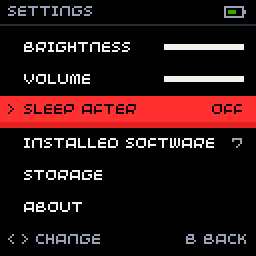 SETTINGS
BRIGHTNESS
VOLUME
> SLEEP AFTER OFF
INSTALLED SOFTWARE 7
STORAGE
ABOUT
< > CHANGE B BACK